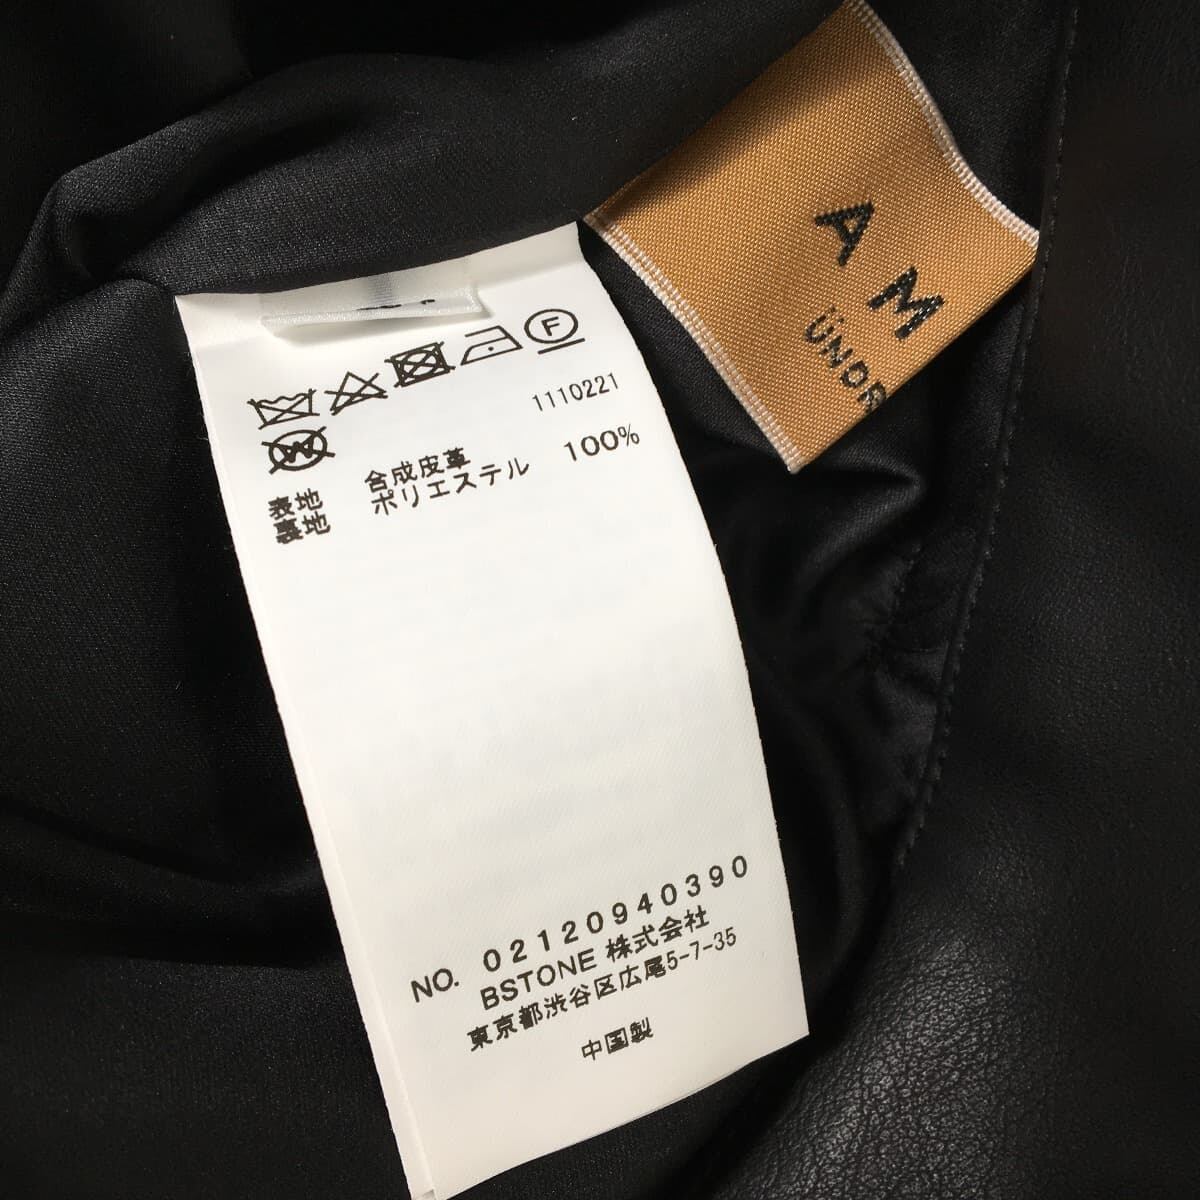 A M
ÜNOR
F
W
1110221
表地 合成皮革
裏地 ポリエステル 100%
NO. 02120940390
BSTONE 株式会社
東京都渋谷区広尾5-7-35
中国製